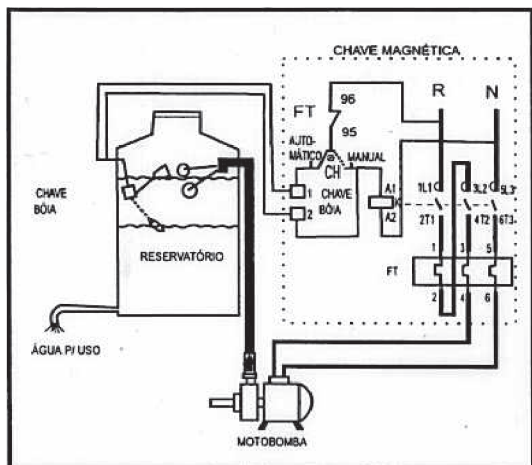 CHAVE MAGNÉTICA
R N
FT 96
95
AUTO-
MÁTICO
MANUAL
CH
1
2
CHAVE
BÓIA
A1
A2
1L1 3L2 5L3
2T1 4T2 6T3
1 3 5
FT
2 4 6
CHAVE
BÓIA
RESERVATÓRIO
ÁGUA P/ USO
MOTOBOMBA